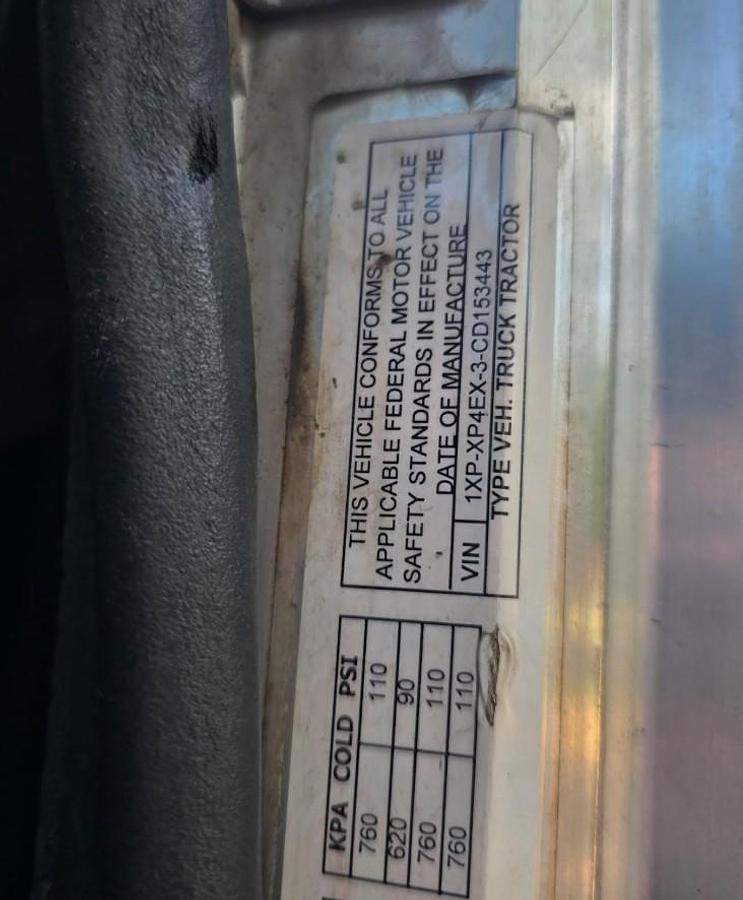 KPA COLD PSI
760 110
620 90
760 110
760 110
THIS VEHICLE CONFORMS TO ALL
APPLICABLE FEDERAL MOTOR VEHICLE
SAFETY STANDARDS IN EFFECT ON THE
DATE OF MANUFACTURE
VIN 1XP-XP4EX-3-CD153443
TYPE VEH. TRUCK TRACTOR